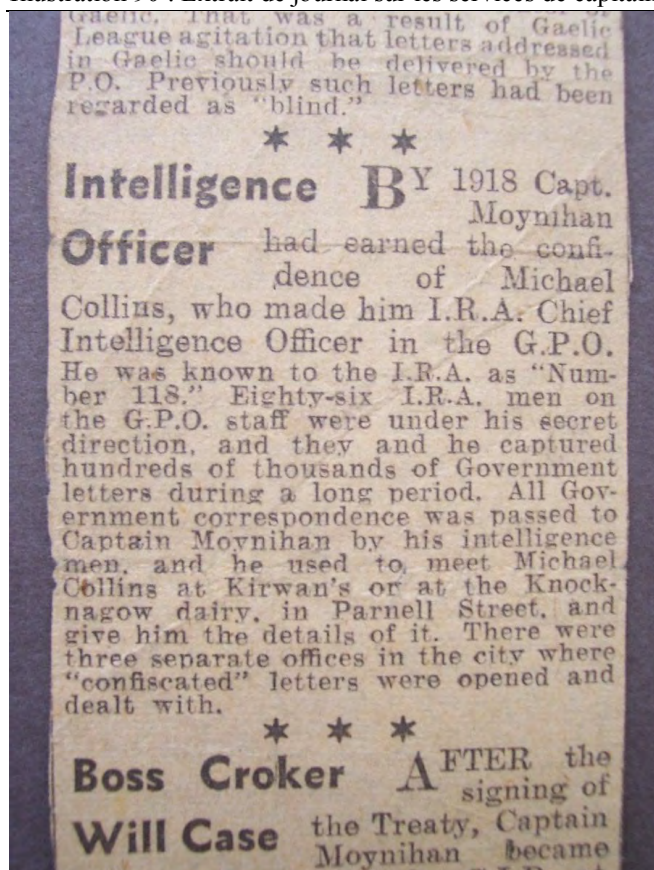 Illustration 90 : Extrait de journal sur les services de capitain
Gaelic. That was a result of Gaelic
League agitation that letters addressed
in Gaelic should be delivered by the
P.O. Previously such letters had been
regarded as "blind."
Intelligence Officer
BY 1918 Capt.
Moynihan
had earned the confi-
dence of Michael
Collins, who made him I.R.A. Chief
Intelligence Officer in the G.P.O.
He was known to the I.R.A. as "Num-
ber 118." Eighty-six I.R.A. men on
the G.P.O. staff were under his secret
direction, and they and he captured
hundreds of thousands of Government
letters during a long period. All Gov-
ernment correspondence was passed to
Captain Moynihan by his intelligence
men, and he used to meet Michael
Collins at Kirwan's or at the Knock-
nagow dairy, in Parnell Street, and
give him the details of it. There were
three separate offices in the city where
"confiscated" letters were opened and
dealt with.
Boss Croker
Will Case
AFTER the
signing of
the Treaty, Captain
Moynihan became